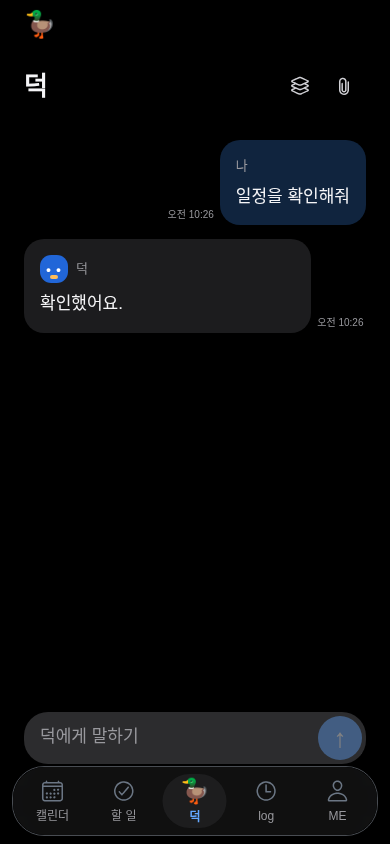 덕
나
일정을 확인해줘
오전 10:26
덕
확인했어요.
오전 10:26
덕에게 말하기
캘린더
할 일
덕
log
ME